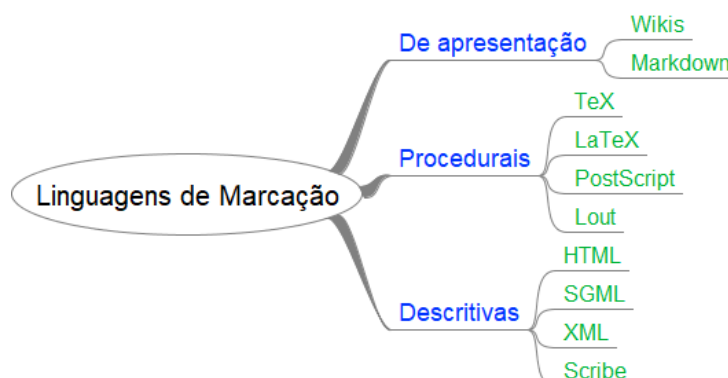 Linguagens de Marcação
De apresentação
Wikis
Markdown
Procedurais
TeX
LaTeX
PostScript
Lout
Descritivas
HTML
SGML
XML
Scribe